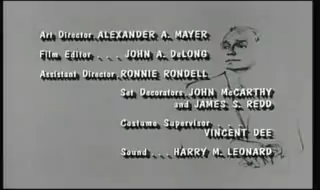 Art Director, ALEXANDER A. MAYER
Film Editor . . . . JOHN A. DeLONG
Assistant Director, RONNIE RONDELL
Set Decorators, JOHN McCARTHY
and JAMES S. REDD
Costume Supervisor . . .
VINCENT DEE
Sound . . . HARRY M. LEONARD